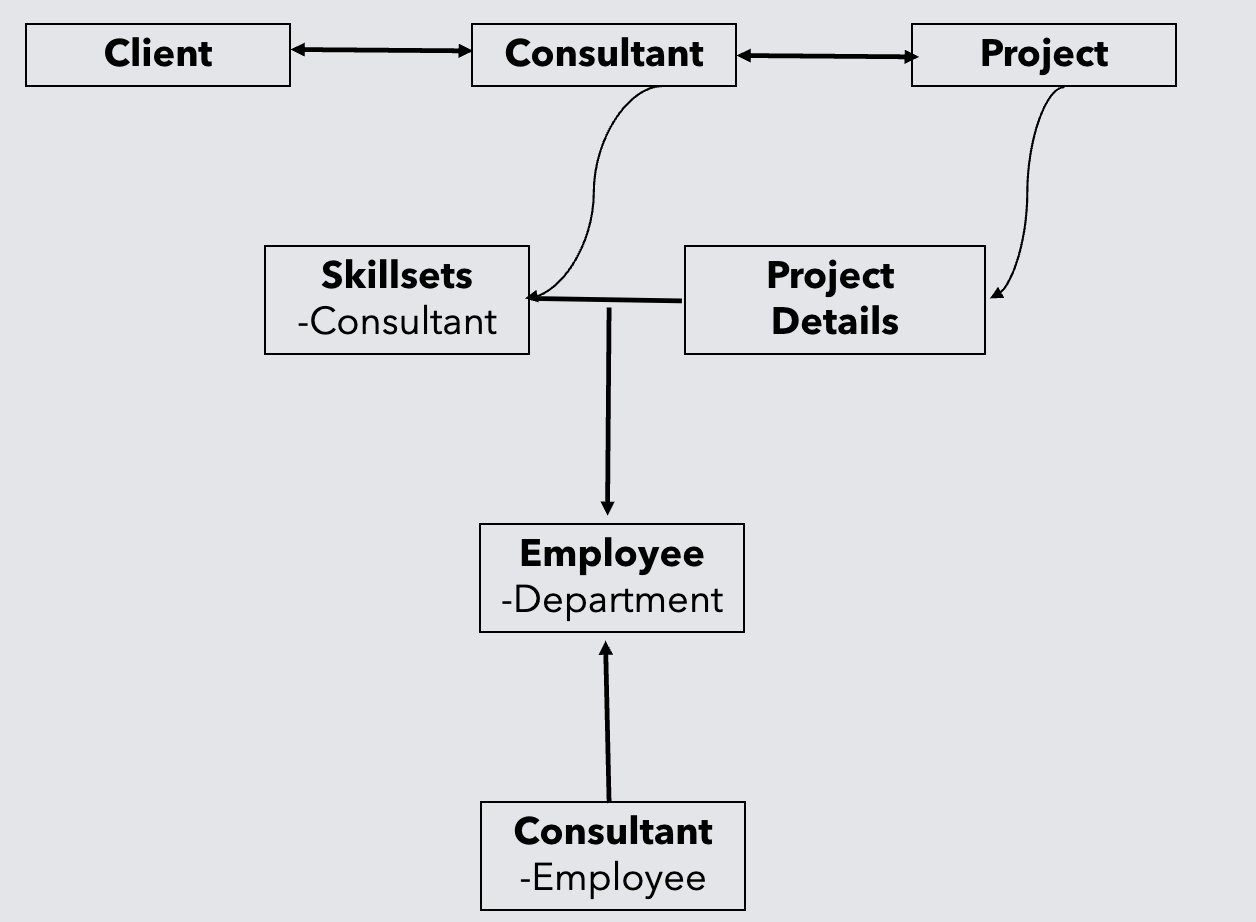 Client
Consultant
Project
Skillsets
-Consultant
Project
Details
Employee
-Department
Consultant
-Employee